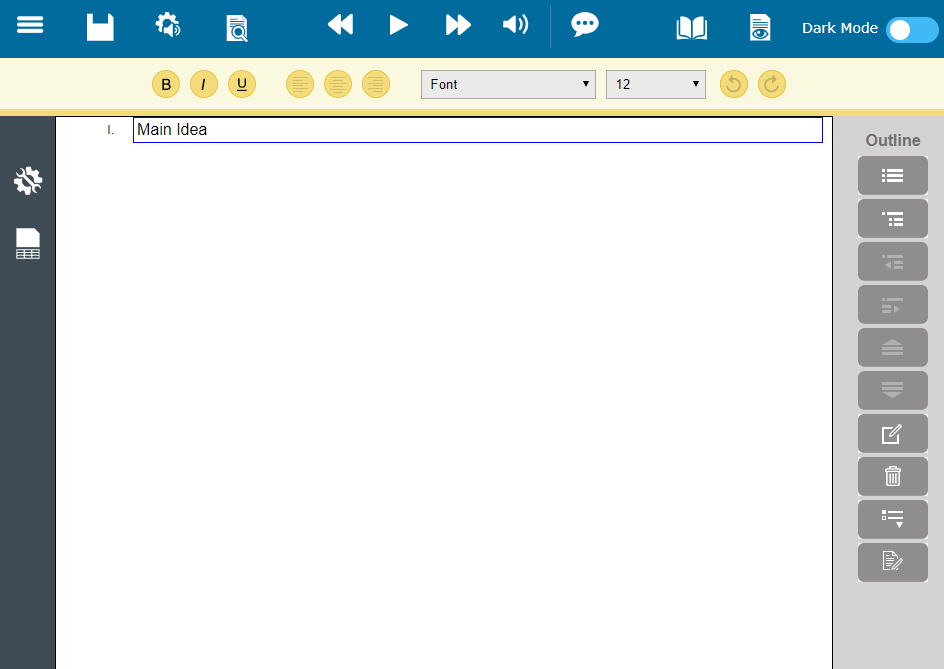 Dark Mode
B I U Font 12
I. Main Idea
Outline